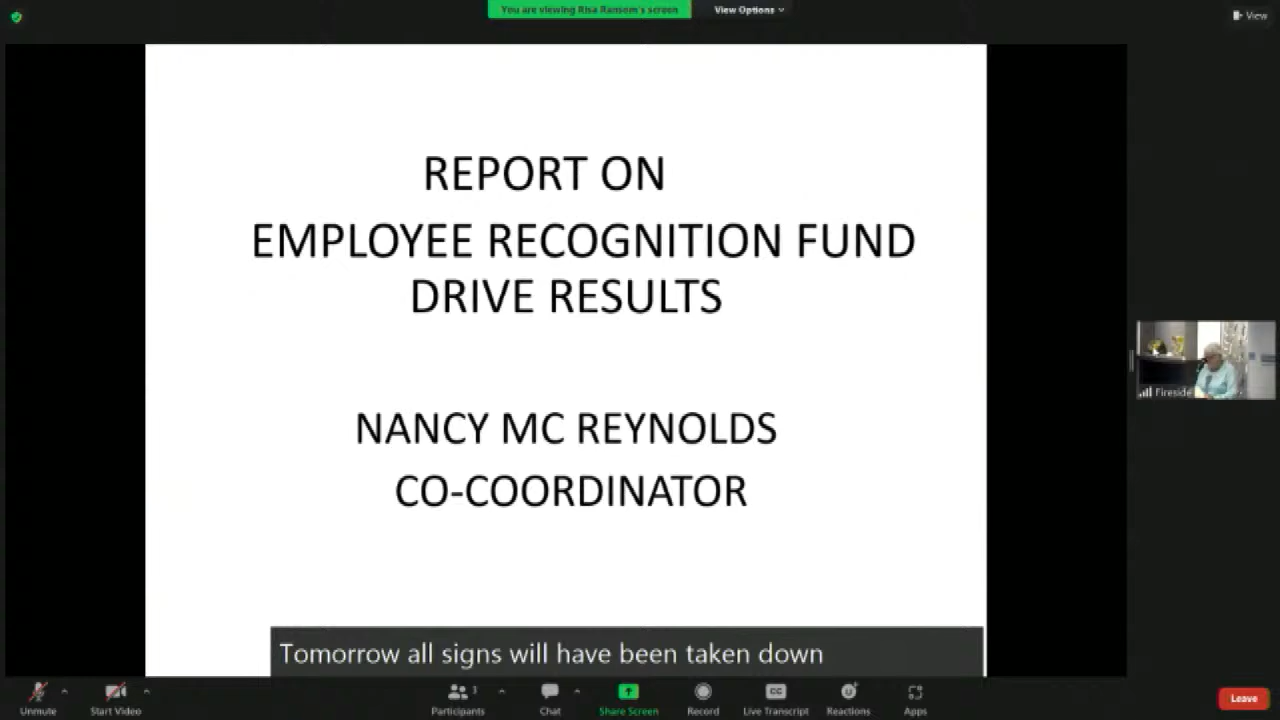 You are viewing Risa Ransom's screen
View Options
View
REPORT ON
EMPLOYEE RECOGNITION FUND
DRIVE RESULTS
NANCY MC REYNOLDS
CO-COORDINATOR
Fireside
Tomorrow all signs will have been taken down
Unmute
Start Video
Participants
1
Chat
Share Screen
Record
CC
Live Transcript
Reactions
Apps
Leave